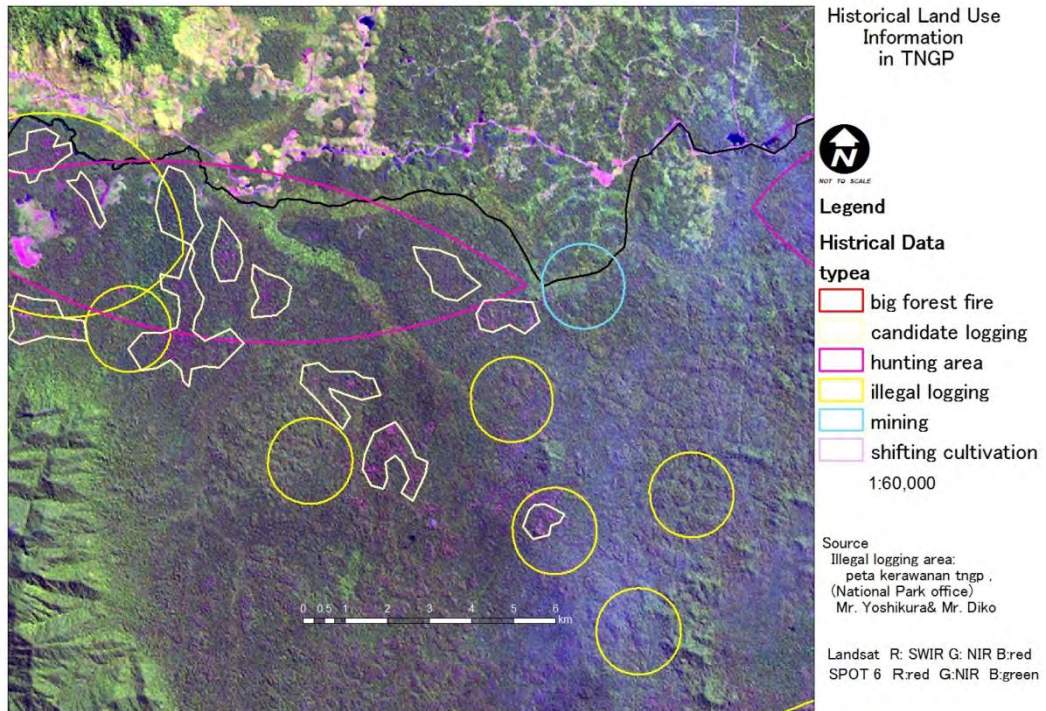 Historical Land Use
Information
in TNGP
N
NOT TO SCALE
Legend
Histrical Data
typea
big forest fire
candidate logging
hunting area
illegal logging
mining
shifting cultivation
1:60,000
Source
Illegal logging area:
peta kerawanan tngp ,
(National Park office)
Mr. Yoshikura& Mr. Diko
Landsat R: SWIR G: NIR B:red
SPOT 6 R:red G:NIR B:green
0 0.5 1 2 3 4 5 6
km